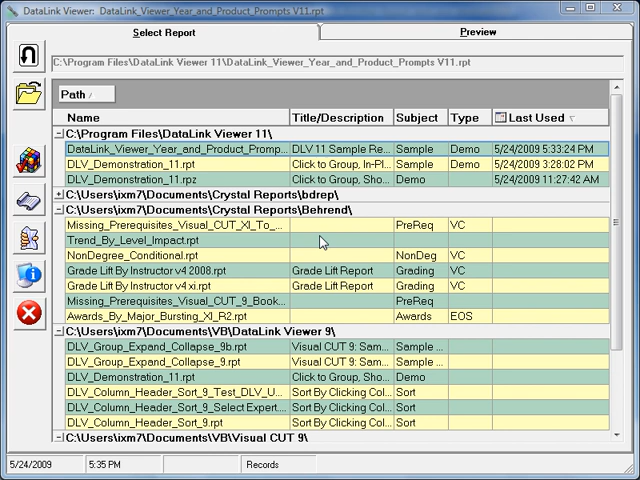 DataLink Viewer:  DataLink_Viewer_Year_and_Product_Prompts V11.rpt
Select Report Preview
C:\Program Files\DataLink Viewer 11\DataLink_Viewer_Year_and_Product_Prompts V11.rpt
Path /
Name Title/Description Subject Type Last Used
C:\Program Files\DataLink Viewer 11\
DataLink_Viewer_Year_and_Product_Promp... DLV 11 Sample Re... Sample Demo 5/24/2009 5:33:24 PM
DLV_Demonstration_11.rpt Click to Group, In-Pl... Sample Demo 5/24/2009 3:28:02 PM
DLV_Demonstration_11.rpz Click to Group, Sho... Demo 5/24/2009 11:27:42 AM
C:\Users\ixm7\Documents\Crystal Reports\bdrep\
C:\Users\ixm7\Documents\Crystal Reports\Behrend\
Missing_Prerequisites_Visual_CUT_XI_To_... PreReq VC
Trend_By_Level_Impact.rpt
NonDegree_Conditional.rpt NonDeg VC
Grade Lift By Instructor v4 2008.rpt Grade Lift Report Grading VC
Grade Lift By Instructor v4 xi.rpt Grade Lift Report Grading VC
Missing_Prerequisites_Visual_CUT_9_Book... PreReq
Awards_By_Major_Bursting_XI_R2.rpt Awards EOS
C:\Users\ixm7\Documents\VB\DataLink Viewer 9\
DLV_Group_Expand_Collapse_9b.rpt Visual CUT 9: Sam... Sample ...
DLV_Group_Expand_Collapse_9.rpt Visual CUT 9: Sam... Sample ...
DLV_Demonstration_11.rpt Click to Group, Sho... Demo
DLV_Column_Header_Sort_9_Test_DLV_U... Sort By Clicking Col... Sort
DLV_Column_Header_Sort_9_Select Expert.... Sort By Clicking Col... Sort
DLV_Column_Header_Sort_9.rpt Sort By Clicking Col... Sort
C:\Users\ixm7\Documents\VB\Visual CUT 9\
5/24/2009 5:35 PM Records